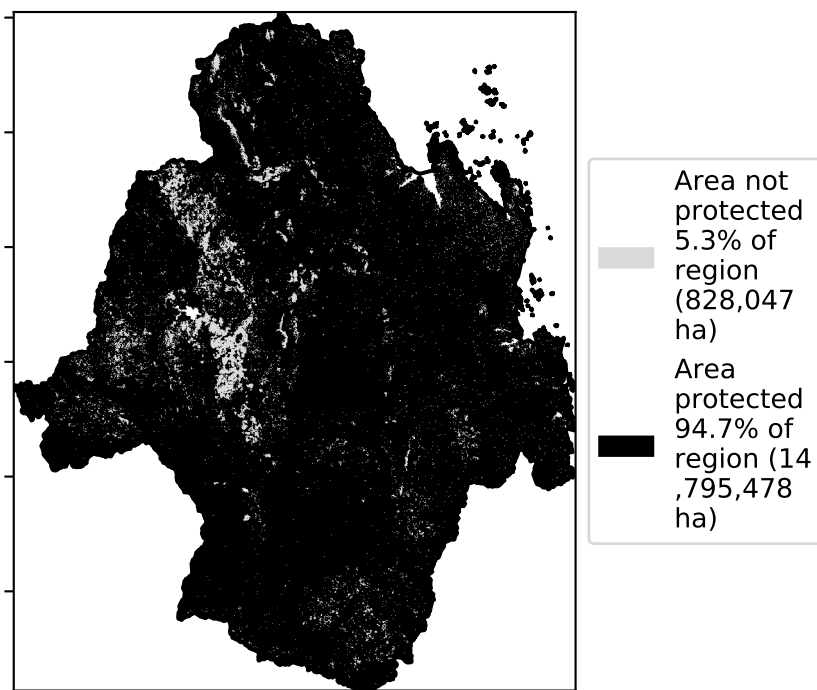 Area not
protected
5.3% of
region
(828,047
ha)
Area
protected
94.7% of
region (14
,795,478
ha)